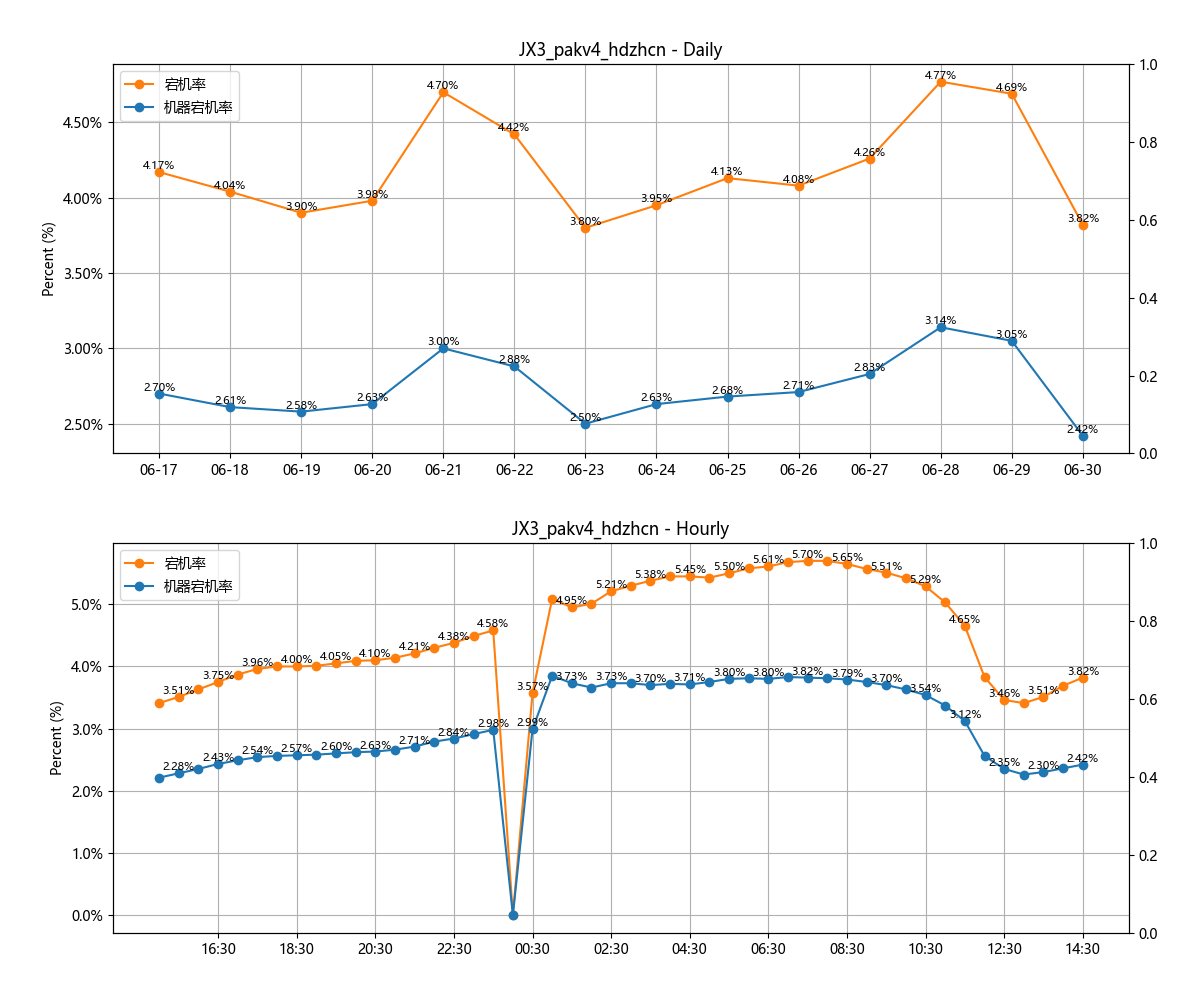 JX3_pakv4_hdzhcn - Daily
宕机率
机器宕机率
Percent (%)
4.50%
4.00%
3.50%
3.00%
2.50%
1.0
0.8
0.6
0.4
0.2
0.0
4.17% 4.04% 3.90% 3.98% 4.70% 4.42% 3.80% 3.95% 4.13% 4.08% 4.26% 4.77% 4.69% 3.82%
2.70% 2.61% 2.58% 2.63% 3.00% 2.88% 2.50% 2.63% 2.68% 2.71% 2.83% 3.14% 3.05% 2.42%
06-17 06-18 06-19 06-20 06-21 06-22 06-23 06-24 06-25 06-26 06-27 06-28 06-29 06-30
JX3_pakv4_hdzhcn - Hourly
宕机率
机器宕机率
Percent (%)
5.0%
4.0%
3.0%
2.0%
1.0%
0.0%
1.0
0.8
0.6
0.4
0.2
0.0
3.51% 3.75% 3.96% 4.00% 4.05% 4.10% 4.21% 4.38% 4.58% 3.57% 4.95% 5.21% 5.38% 5.45% 5.50% 5.61% 5.70% 5.65% 5.51% 5.29% 4.65% 3.46% 3.51% 3.82%
2.28% 2.43% 2.54% 2.57% 2.60% 2.63% 2.71% 2.84% 2.98% 2.99% 3.73% 3.73% 3.70% 3.71% 3.80% 3.80% 3.82% 3.79% 3.70% 3.54% 3.12% 2.35% 2.30% 2.42%
16:30 18:30 20:30 22:30 00:30 02:30 04:30 06:30 08:30 10:30 12:30 14:30